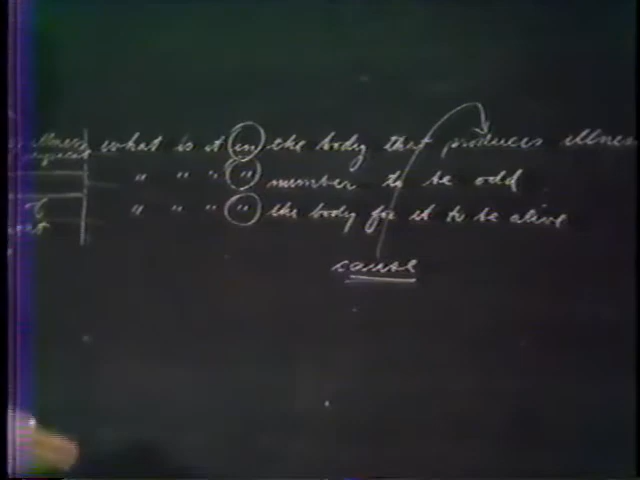 illness what is it in the body that produces illness
" " " " number to be odd
" " " " the body for it to be alive
cause